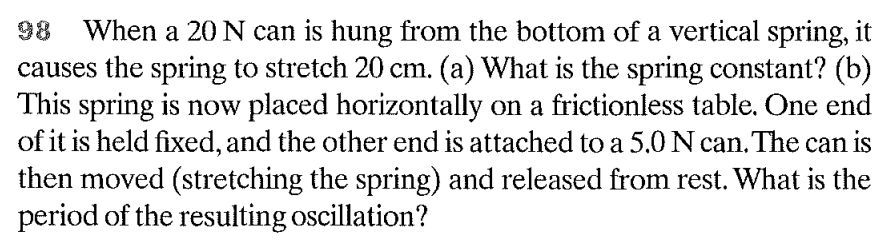 98 When a 20 N can is hung from the bottom of a vertical spring, it
causes the spring to stretch 20 cm. (a) What is the spring constant? (b)
This spring is now placed horizontally on a frictionless table. One end
of it is held fixed, and the other end is attached to a 5.0 N can. The can is
then moved (stretching the spring) and released from rest. What is the
period of the resulting oscillation?